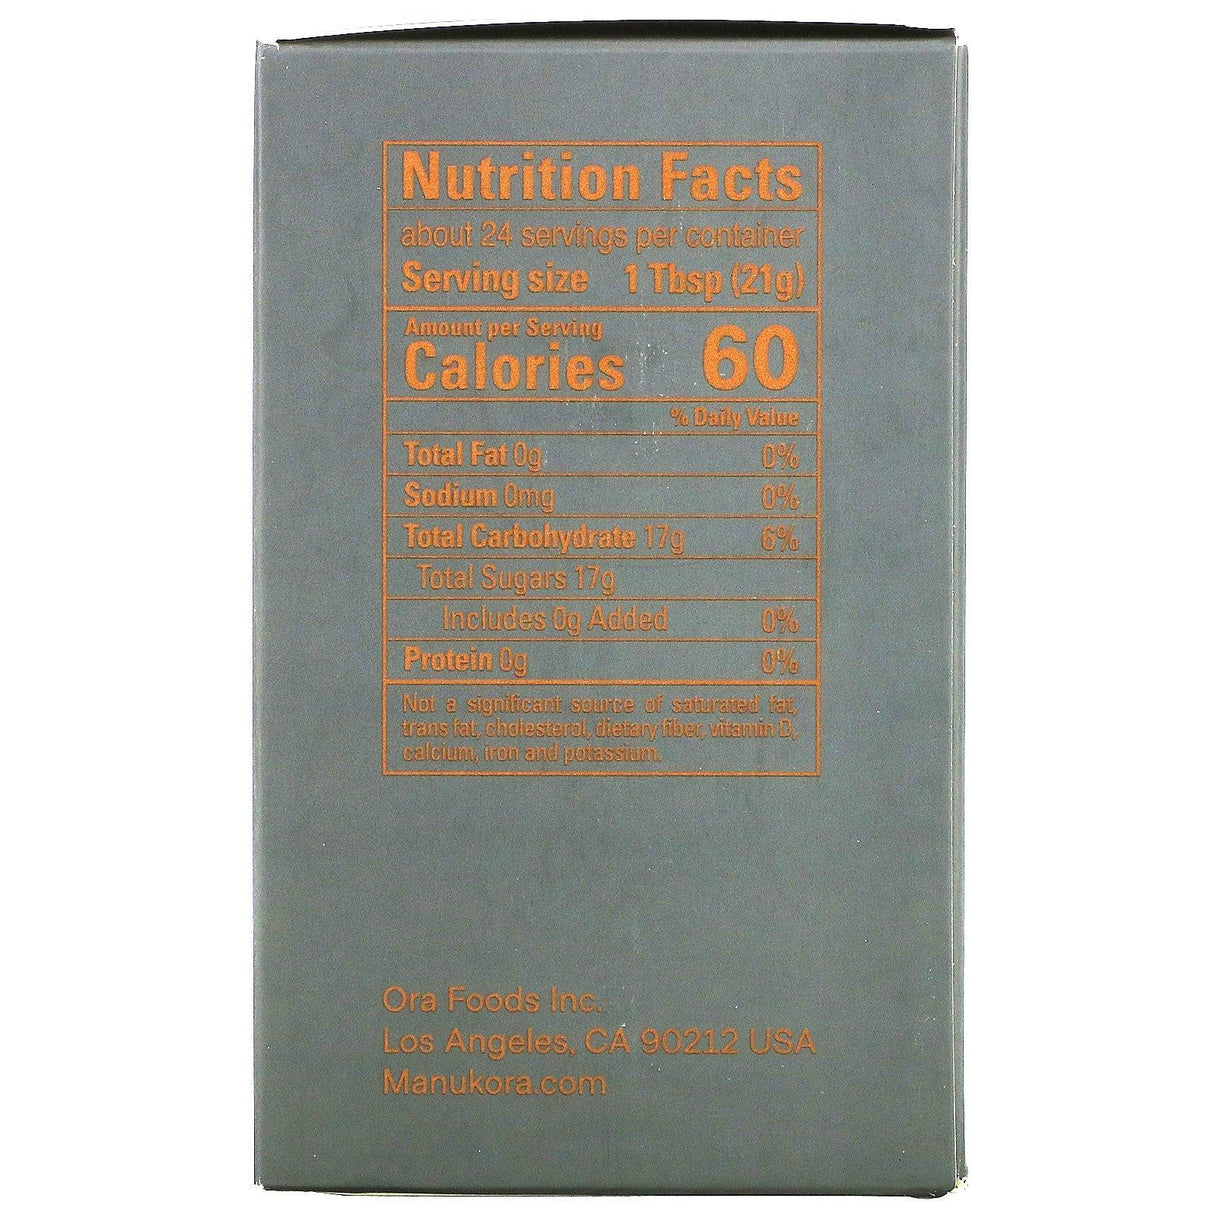 Nutrition Facts
about 24 servings per container
Serving size 1 Tbsp (21g)
Amount per Serving
Calories 60
% Daily Value
Total Fat 0g 0%
Sodium 0mg 0%
Total Carbohydrate 17g 6%
Total Sugars 17g
Includes 0g Added 0%
Protein 0g 0%
Not a significant source of saturated fat,
trans fat, cholesterol, dietary fiber, vitamin D,
calcium, iron and potassium.
Ora Foods Inc.
Los Angeles, CA 90212 USA
Manukora.com